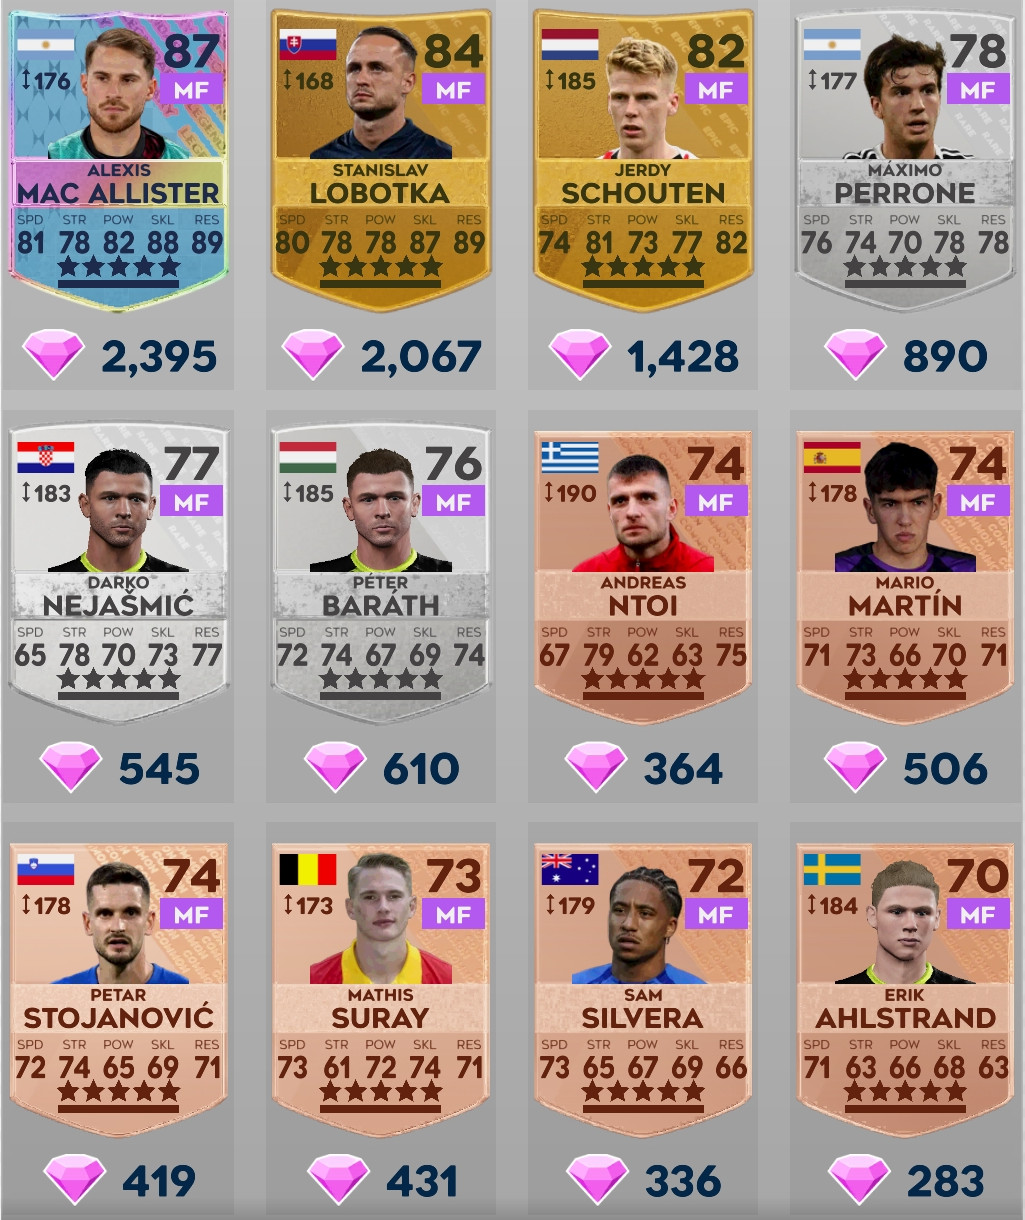 87
↕176
MF
ALEXIS
MAC ALLISTER
SPD STR POW SKL RES
81 78 82 88 89
2,395
84
↕168
MF
STANISLAV
LOBOTKA
SPD STR POW SKL RES
80 78 78 87 89
2,067
82
↕185
MF
JERDY
SCHOUTEN
SPD STR POW SKL RES
74 81 73 77 82
1,428
78
↕177
MF
MÁXIMO
PERRONE
SPD STR POW SKL RES
76 74 70 78 78
890
77
↕183
MF
DARKO
NEJAŠMIĆ
SPD STR POW SKL RES
65 78 70 73 77
545
76
↕185
MF
PÉTER
BARÁTH
SPD STR POW SKL RES
72 74 67 69 74
610
74
↕190
MF
ANDREAS
NTOI
SPD STR POW SKL RES
67 79 62 63 75
364
74
↕178
MF
MARIO
MARTÍN
SPD STR POW SKL RES
71 73 66 70 71
506
74
↕178
MF
PETAR
STOJANOVIĆ
SPD STR POW SKL RES
72 74 65 69 71
419
73
↕173
MF
MATHIS
SURAY
SPD STR POW SKL RES
73 61 72 74 71
431
72
↕179
MF
SAM
SILVERA
SPD STR POW SKL RES
73 65 67 69 66
336
70
↕184
MF
ERIK
AHLSTRAND
SPD STR POW SKL RES
71 63 66 68 63
283